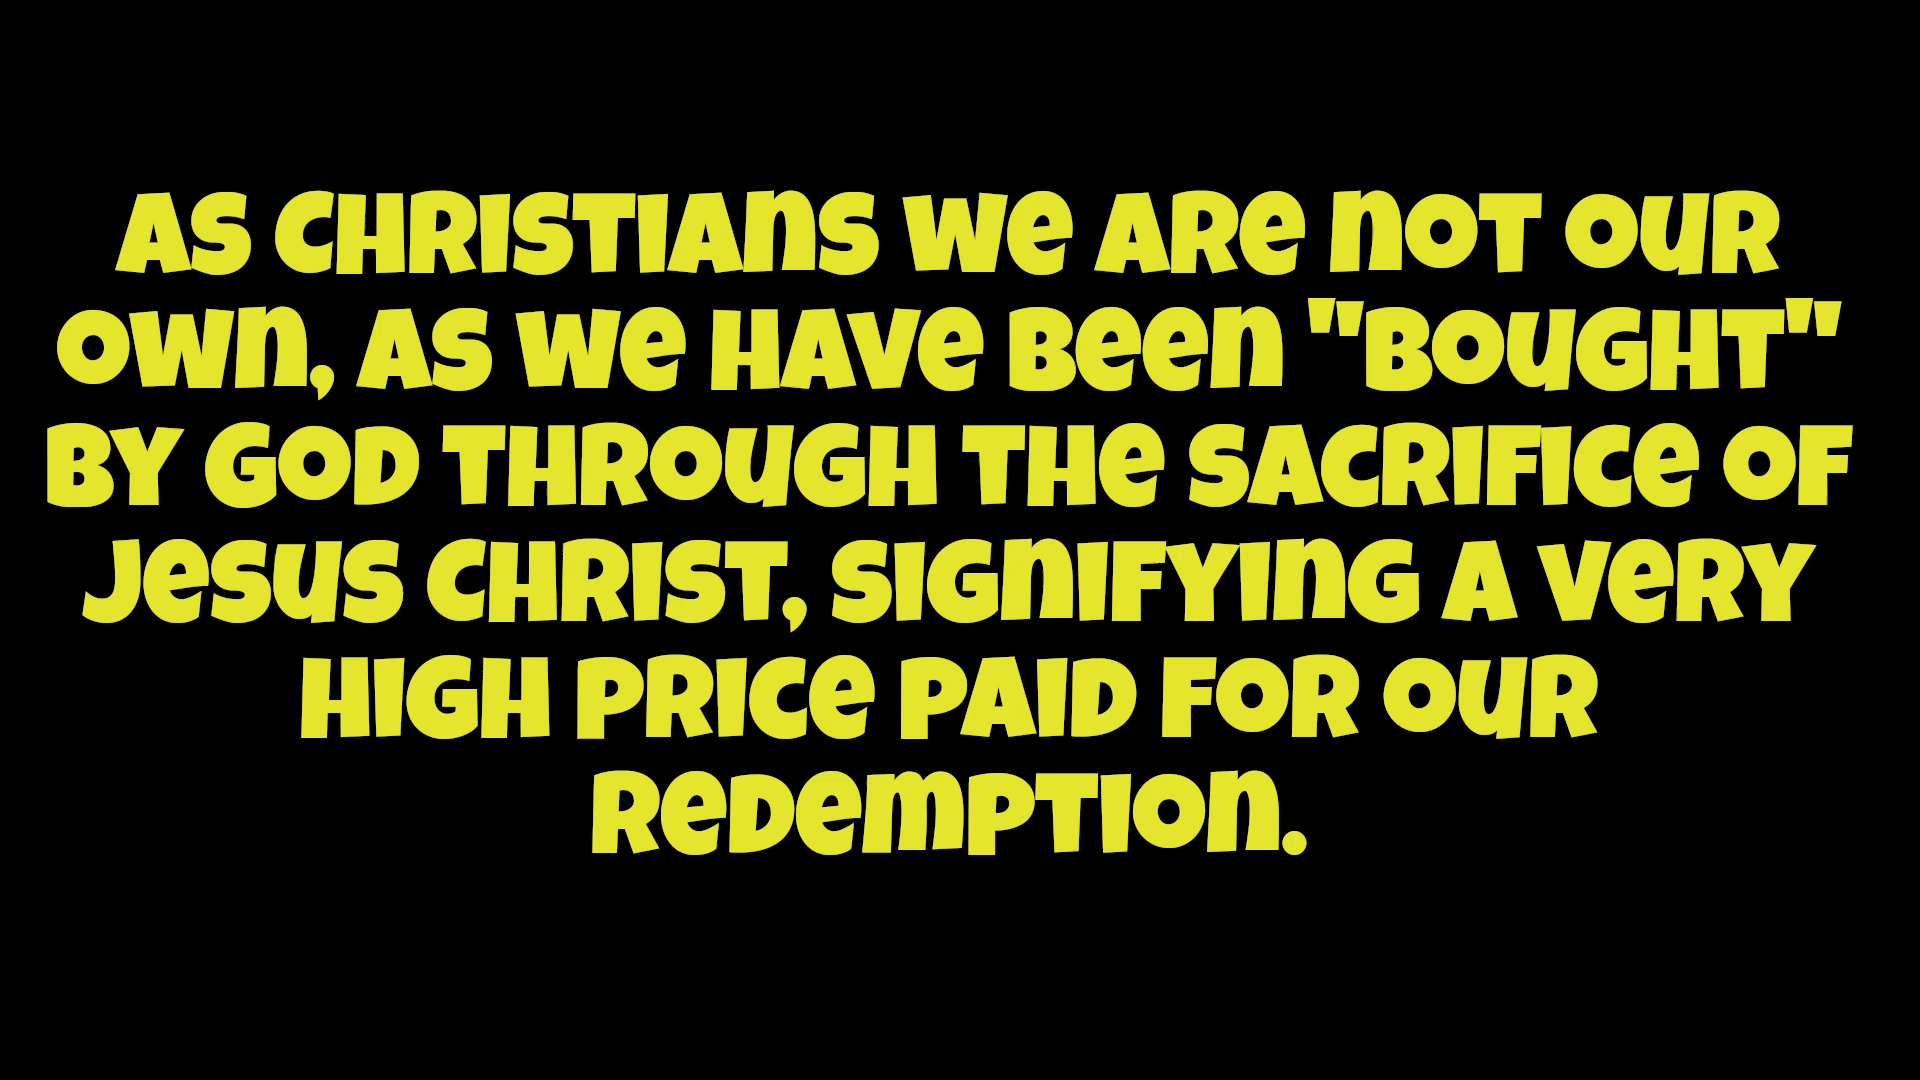 As Christians we are not our
own, as we have been "bought"
by God through the sacrifice of
Jesus Christ, signifying a very
high price paid for our
redemption.